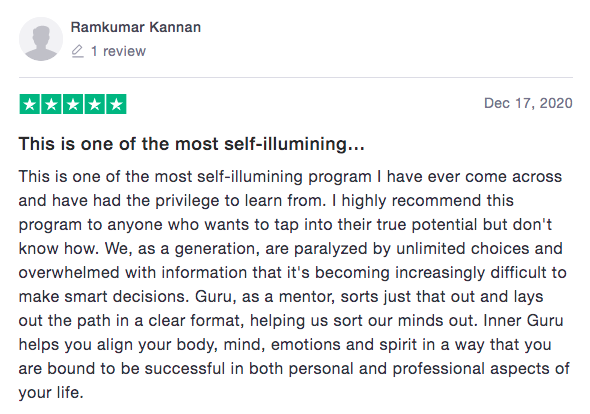 Ramkumar Kannan
1 review
Dec 17, 2020
This is one of the most self-illumining...
This is one of the most self-illumining program I have ever come across
and have had the privilege to learn from. I highly recommend this
program to anyone who wants to tap into their true potential but don't
know how. We, as a generation, are paralyzed by unlimited choices and
overwhelmed with information that it's becoming increasingly difficult to
make smart decisions. Guru, as a mentor, sorts just that out and lays
out the path in a clear format, helping us sort our minds out. Inner Guru
helps you align your body, mind, emotions and spirit in a way that you
are bound to be successful in both personal and professional aspects of
your life.